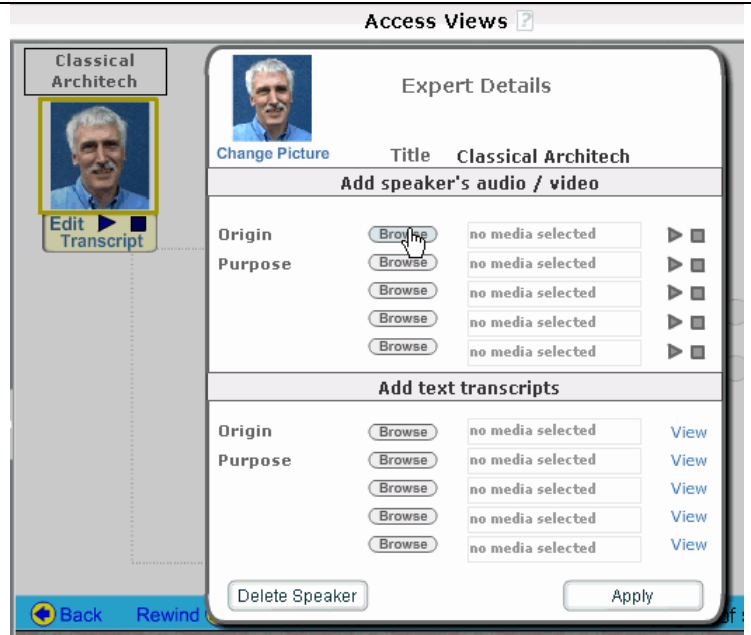 Access Views ?
Classical
Architech
Edit
Transcript
Expert Details
Change Picture
Title Classical Architech
Add speaker's audio / video
Origin Browse no media selected
Purpose Browse no media selected
Browse no media selected
Browse no media selected
Browse no media selected
Add text transcripts
Origin Browse no media selected View
Purpose Browse no media selected View
Browse no media selected View
Browse no media selected View
Browse no media selected View
Delete Speaker Apply
Back Rewind of